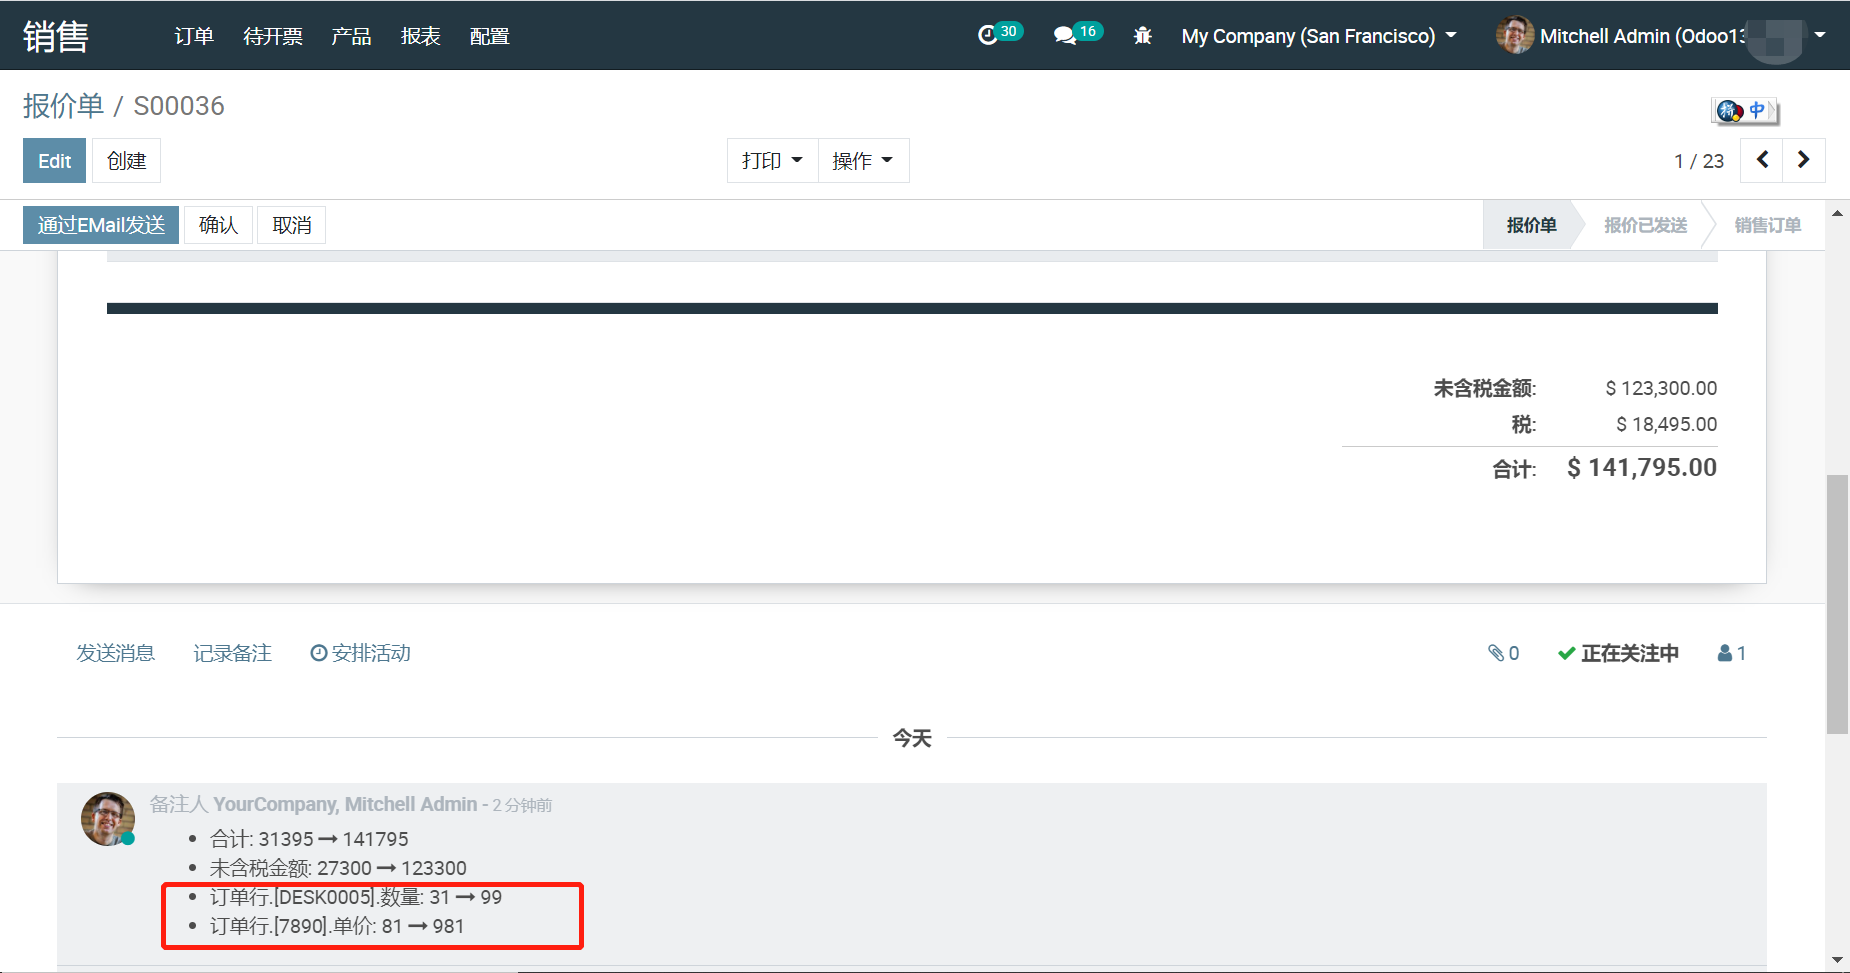 销售 订单 待开票 产品 报表 配置 30 16 My Company (San Francisco) Mitchell Admin (Odoo13
报价单 / S00036
拼 中
Edit 创建 打印 操作 1 / 23
通过EMail发送 确认 取消 报价单 报价已发送 销售订单
未含税金额: $ 123,300.00
税: $ 18,495.00
合计: $ 141,795.00
发送消息 记录备注 安排活动 0 正在关注中 1
今天
备注人 YourCompany, Mitchell Admin - 2 分钟前
合计: 31395 → 141795
未含税金额: 27300 → 123300
订单行.[DESK0005].数量: 31 → 99
订单行.[7890].单价: 81 → 981